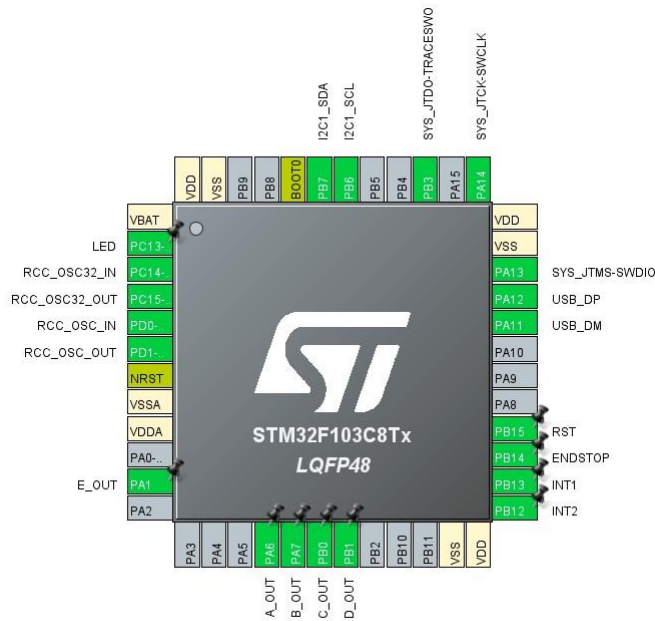 I2C1_SDA
I2C1_SCL
SYS_JTDO-TRACESWO
SYS_JTCK-SWCLK
VDD
VSS
PB9
PB8
BOOT0
PB7
PB6
PB5
PB4
PB3
PA15
PA14
VBAT
LED PC13-..
RCC_OSC32_IN PC14-..
RCC_OSC32_OUT PC15-..
RCC_OSC_IN PD0-..
RCC_OSC_OUT PD1-..
NRST
VSSA
VDDA
PA0-..
E_OUT PA1
PA2
VDD
VSS
PA13 SYS_JTMS-SWDIO
PA12 USB_DP
PA11 USB_DM
PA10
PA9
PA8
PB15 RST
PB14 ENDSTOP
PB13 INT1
PB12 INT2
ST
STM32F103C8Tx
LQFP48
PA3
PA4
PA5
PA6
PA7
PB0
PB1
PB2
PB10
PB11
VSS
VDD
A_OUT
B_OUT
C_OUT
D_OUT